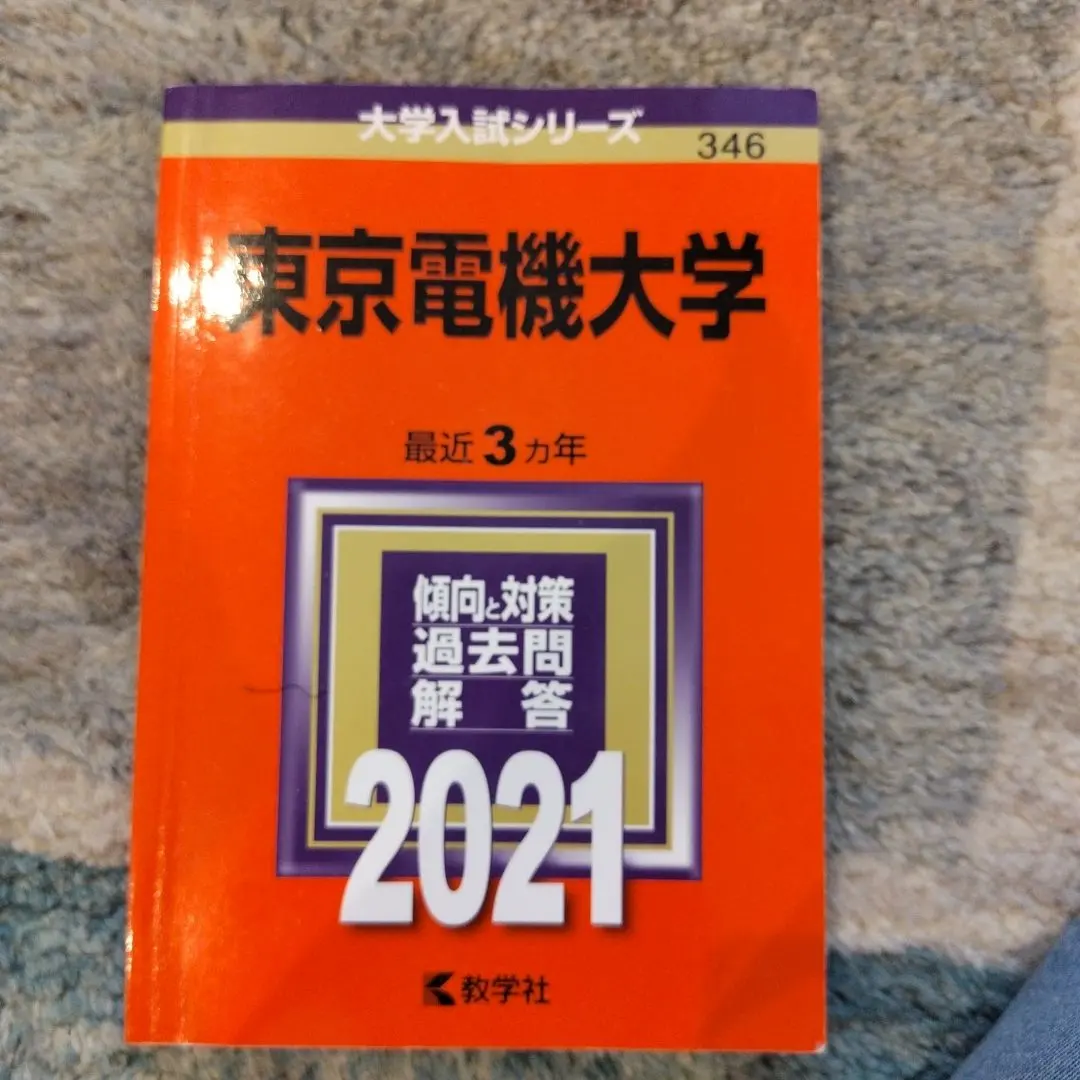 大学入試シリーズ
346
東京電機大学
最近3ヵ年
傾向と対策
過去問
解答
2021
教学社